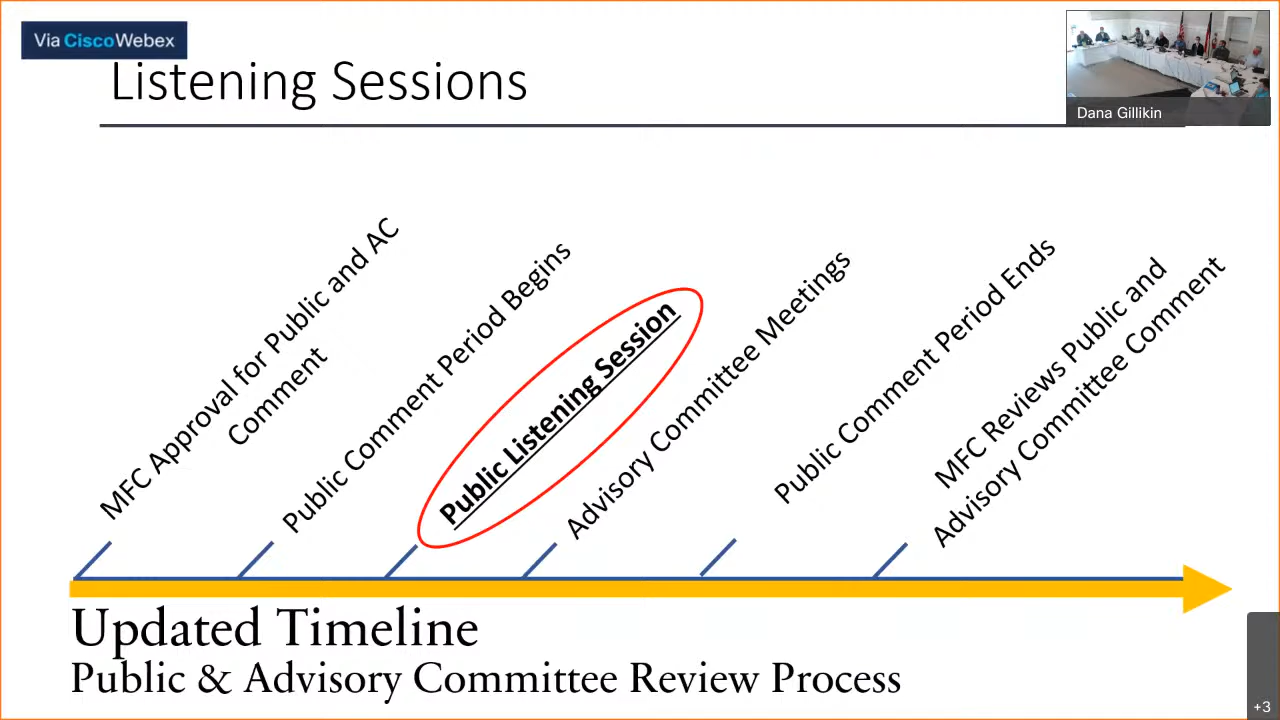 Via Cisco Webex
Listening Sessions
Dana Gillikin
MFC Approval for Public and AC
Comment
Public Comment Period Begins
Public Listening Session
Advisory Committee Meetings
Public Comment Period Ends
MFC Reviews Public and
Advisory Committee Comment
Updated Timeline
Public & Advisory Committee Review Process
+3